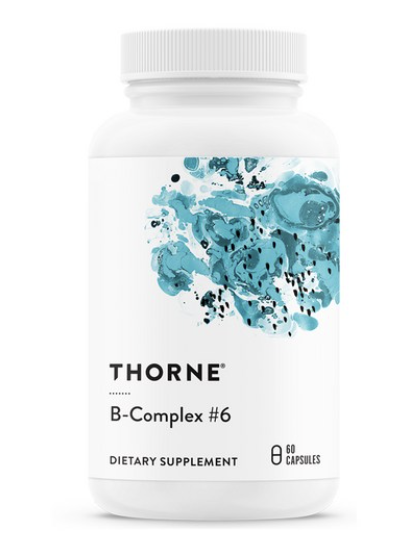 THORNE®
B-Complex #6
DIETARY SUPPLEMENT
60
CAPSULES